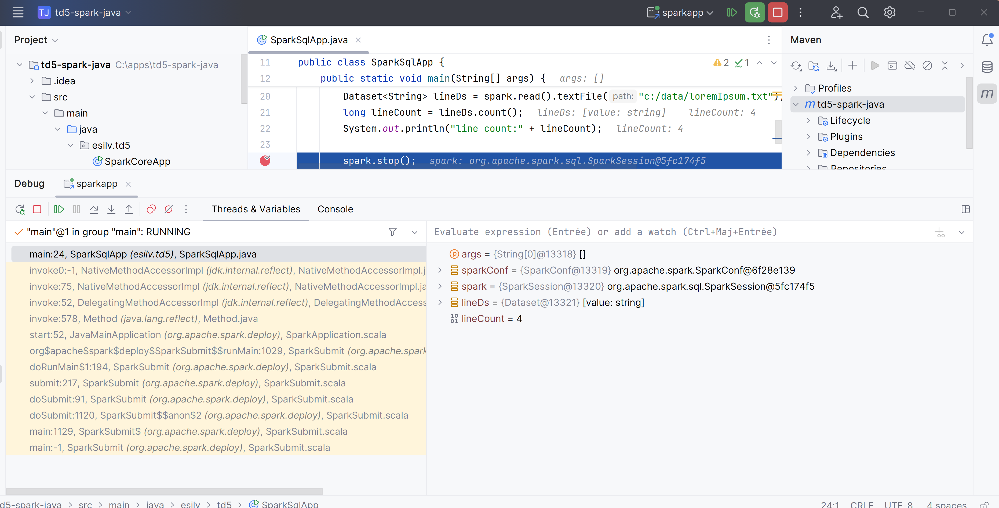 TJ td5-spark-java sparkapp
Project
td5-spark-java C:\apps\td5-spark-java
.idea
src
main
java
esilv.td5
SparkCoreApp
SparkSqlApp.java
11 public class SparkSqlApp { 2 1
12 public static void main(String[] args) { args: []
20 Dataset<String> lineDs = spark.read().textFile( path: "c:/data/loremIpsum.txt");
21 long lineCount = lineDs.count(); lineDs: [value: string] lineCount: 4
22 System.out.println("line count:" + lineCount); lineCount: 4
23
spark.stop(); spark: org.apache.spark.sql.SparkSession@5fc174f5
Maven
Profiles
m td5-spark-java
Lifecycle
Plugins
Dependencies
Repositories
m
Debug sparkapp
Threads & Variables Console
"main"@1 in group "main": RUNNING
main:24, SparkSqlApp (esilv.td5), SparkSqlApp.java
invoke0:-1, NativeMethodAccessorImpl (jdk.internal.reflect), NativeMethodAccessorImpl.j
invoke:75, NativeMethodAccessorImpl (jdk.internal.reflect), NativeMethodAccessorImpl.ja
invoke:52, DelegatingMethodAccessorImpl (jdk.internal.reflect), DelegatingMethodAccess
invoke:578, Method (java.lang.reflect), Method.java
start:52, JavaMainApplication (org.apache.spark.deploy), SparkApplication.scala
org$apache$spark$deploy$SparkSubmit$$runMain:1029, SparkSubmit (org.apache.spark
doRunMain$1:194, SparkSubmit (org.apache.spark.deploy), SparkSubmit.scala
submit:217, SparkSubmit (org.apache.spark.deploy), SparkSubmit.scala
doSubmit:91, SparkSubmit (org.apache.spark.deploy), SparkSubmit.scala
doSubmit:1120, SparkSubmit$$anon$2 (org.apache.spark.deploy), SparkSubmit.scala
main:1129, SparkSubmit$ (org.apache.spark.deploy), SparkSubmit.scala
main:-1, SparkSubmit (org.apache.spark.deploy), SparkSubmit.scala
Evaluate expression (Entrée) or add a watch (Ctrl+Maj+Entrée)
args = {String[0]@13318} []
sparkConf = {SparkConf@13319} org.apache.spark.SparkConf@6f28e139
spark = {SparkSession@13320} org.apache.spark.sql.SparkSession@5fc174f5
lineDs = {Dataset@13321} [value: string]
lineCount = 4
d5-spark-java > src > main > java > esilv > td5 > SparkSqlApp 24:1 CRLF UTF-8 4 spaces